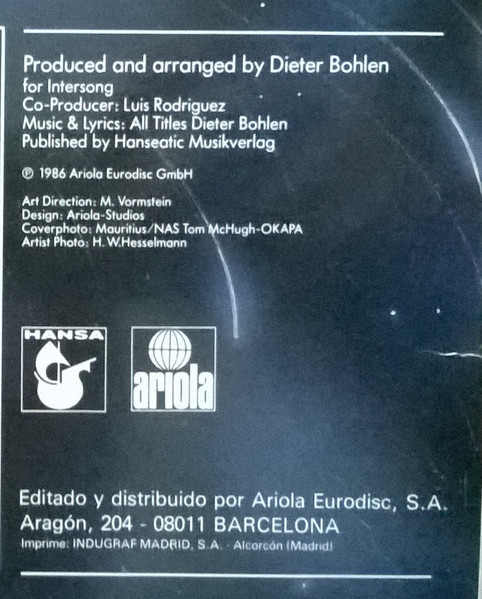 Produced and arranged by Dieter Bohlen
for Intersong
Co-Producer: Luis Rodriguez
Music & Lyrics: All Titles Dieter Bohlen
Published by Hanseatic Musikverlag
℗ 1986 Ariola Eurodisc GmbH
Art Direction: M. Vormstein
Design: Ariola-Studios
Coverphoto: Mauritius/NAS Tom McHugh-OKAPA
Artist Photo: H.W.Hesselmann
HANSA
ariola
Editado y distribuido por Ariola Eurodisc, S.A.
Aragón, 204 - 08011 BARCELONA
Imprime: INDUGRAF MADRID, S.A. - Alcorcón (Madrid)